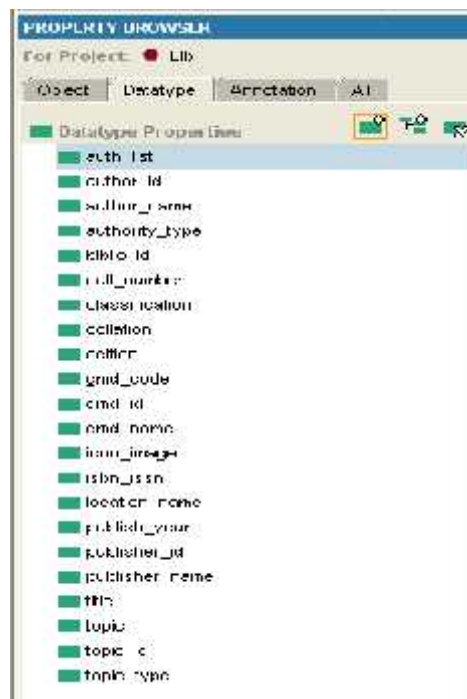 PROPERTY BROWSER
For Project: Lib
Object Datatype Annotation All
Datatype Properties
auth_list
author_id
author_name
authority_type
biblio_id
call_number
classification
collation
edition
gmd_code
gmd_id
gmd_name
icon_image
isbn_issn
location_name
publish_year
publisher_id
publisher_name
title
topic
topic_id
topic_type